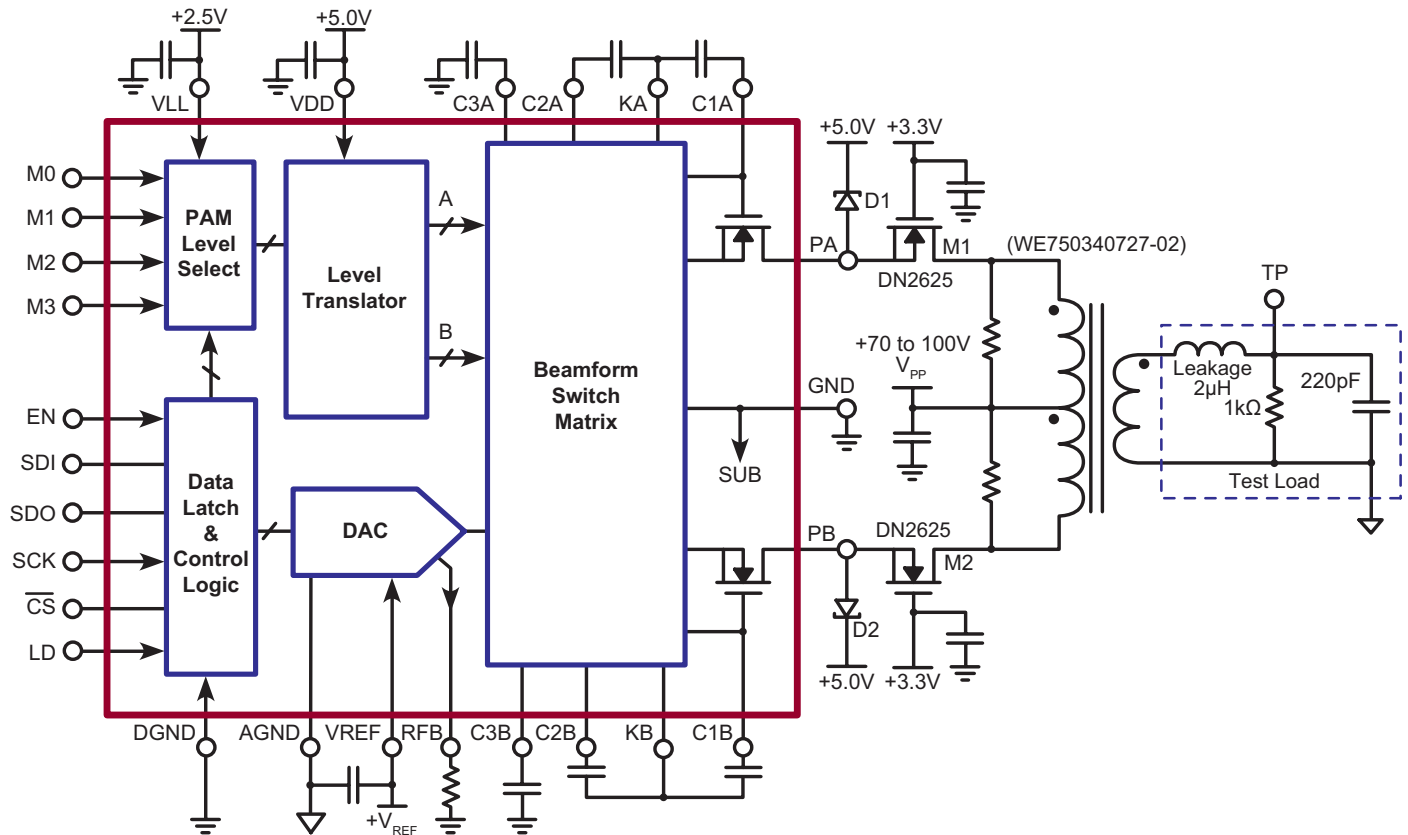 +2.5V
+5.0V
VLL
VDD
C3A
C2A
KA
C1A
M0
M1
M2
M3
PAM
Level
Select
Level
Translator
A
B
Beamform
Switch
Matrix
+5.0V
+3.3V
D1
PA
M1
DN2625
(WE750340727-02)
TP
+70 to 100V
VPP
GND
SUB
Leakage
2µH
1kΩ
220pF
Test Load
EN
SDI
SDO
SCK
CS
LD
Data
Latch
&
Control
Logic
DAC
PB
DN2625
M2
D2
+5.0V
+3.3V
DGND
AGND
VREF
RFB
C3B
C2B
KB
C1B
+VREF